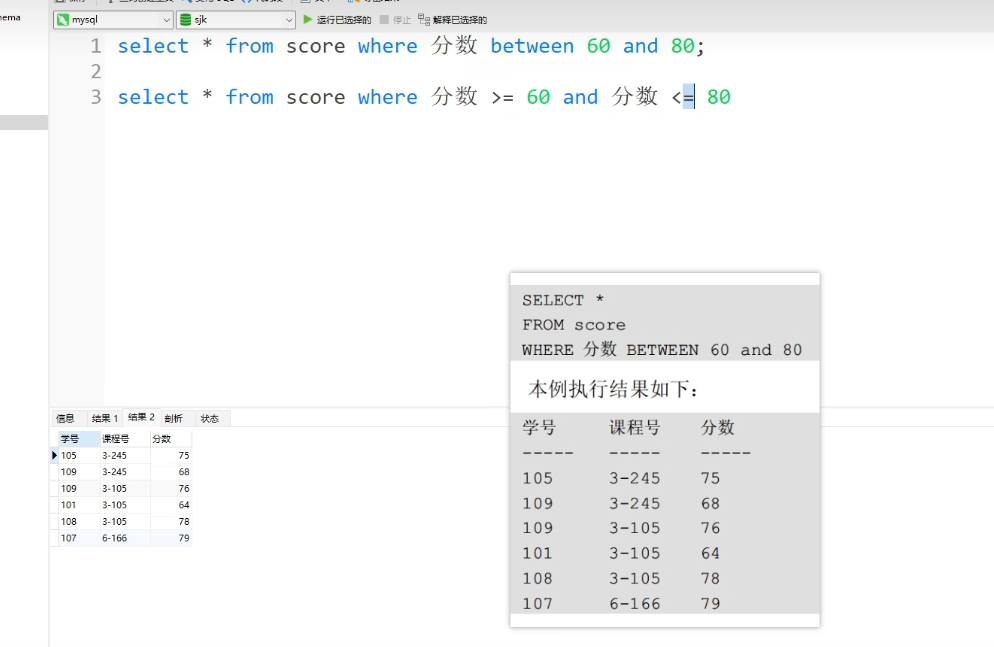 hema
mysql
sjk
运行已选择的
停止
解释已选择的
1 select * from score where 分数 between 60 and 80;
2
3 select * from score where 分数 >= 60 and 分数 <= 80
SELECT *
FROM score
WHERE 分数 BETWEEN 60 and 80
本例执行结果如下:
学号 课程号 分数
----- ----- -----
105 3-245 75
109 3-245 68
109 3-105 76
101 3-105 64
108 3-105 78
107 6-166 79
信息 结果 1 结果 2 剖析 状态
学号 课程号 分数
105 3-245 75
109 3-245 68
109 3-105 76
101 3-105 64
108 3-105 78
107 6-166 79